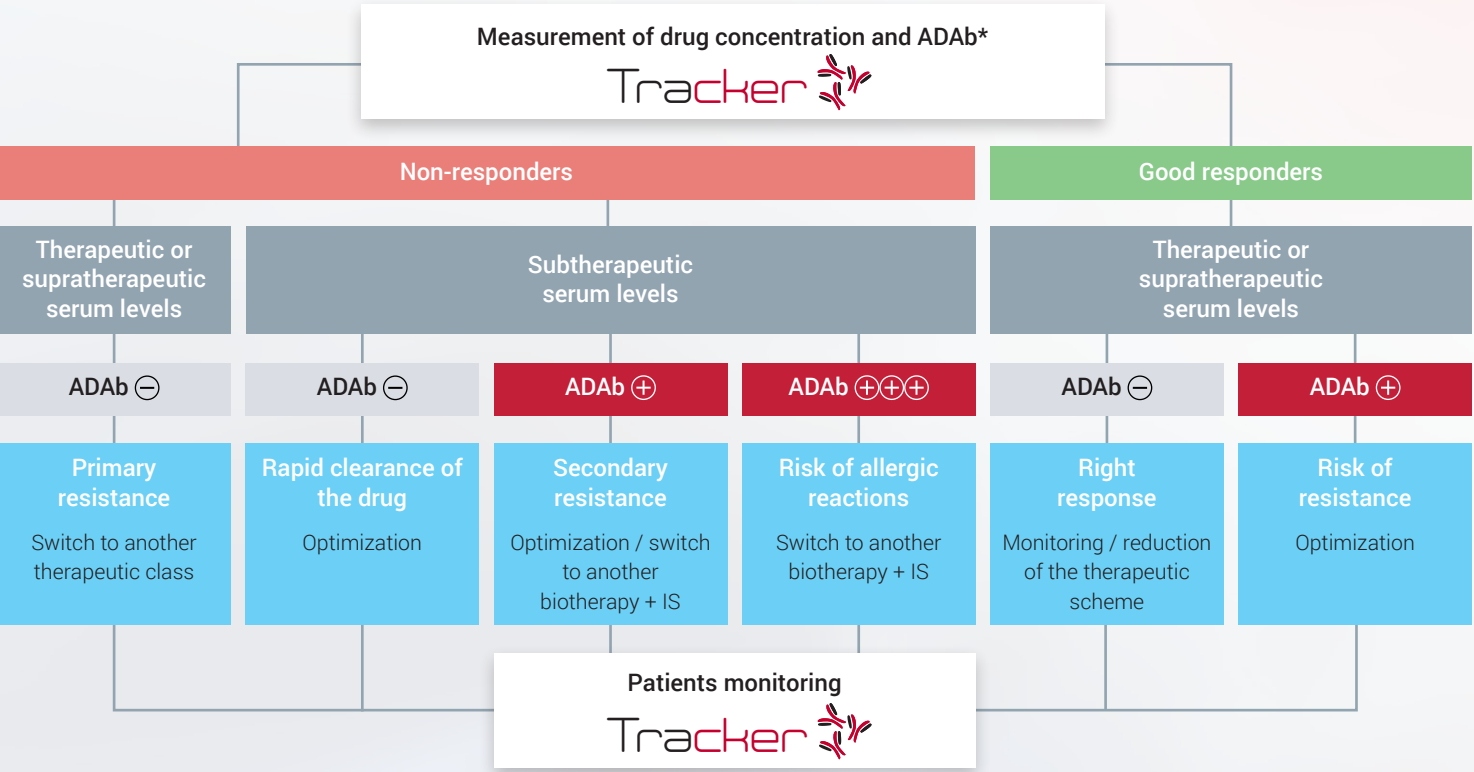 Measurement of drug concentration and ADAb*
Tracker
Non-responders
Good responders
Therapeutic or
supratherapeutic
serum levels
Subtherapeutic
serum levels
Therapeutic or
supratherapeutic
serum levels
ADAb ⊖
ADAb ⊖
ADAb ⊕
ADAb ⊕⊕⊕
ADAb ⊖
ADAb ⊕
Primary
resistance
Switch to another
therapeutic class
Rapid clearance of
the drug
Optimization
Secondary
resistance
Optimization / switch
to another
biotherapy + IS
Risk of allergic
reactions
Switch to another
biotherapy + IS
Right
response
Monitoring / reduction
of the therapeutic
scheme
Risk of
resistance
Optimization
Patients monitoring
Tracker